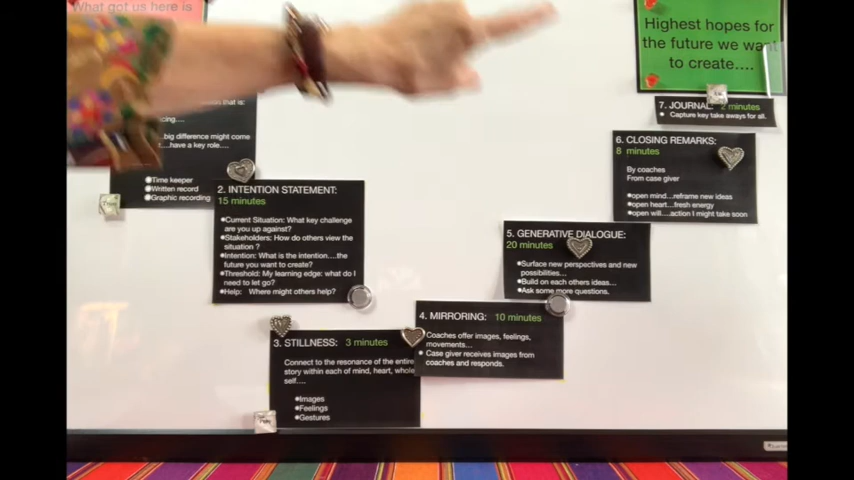 What got us here is
that is:
...cing....
...big difference might come
....have a key role....
Time keeper
Written record
Graphic recording
2. INTENTION STATEMENT:
15 minutes
Current Situation: What key challenge
are you up against?
Stakeholders: How do others view the
situation ?
Intention: What is the intention....the
future you want to create?
Threshold: My learning edge: what do I
need to let go?
Help: Where might others help?
3. STILLNESS: 3 minutes
Connect to the resonance of the entire
story within each of mind, heart, whole
self....
Images
Feelings
Gestures
4. MIRRORING: 10 minutes
Coaches offer images, feelings,
movements...
Case giver receives images from
coaches and responds.
5. GENERATIVE DIALOGUE:
20 minutes
Surface new perspectives and new
possibilities...
Build on each others ideas...
Ask some more questions.
6. CLOSING REMARKS:
8 minutes
By coaches
From case giver
open mind...reframe new ideas
open heart...fresh energy
open will....action I might take soon
7. JOURNAL: 2 minutes
Capture key take aways for all.
Highest hopes for
the future we want
to create....